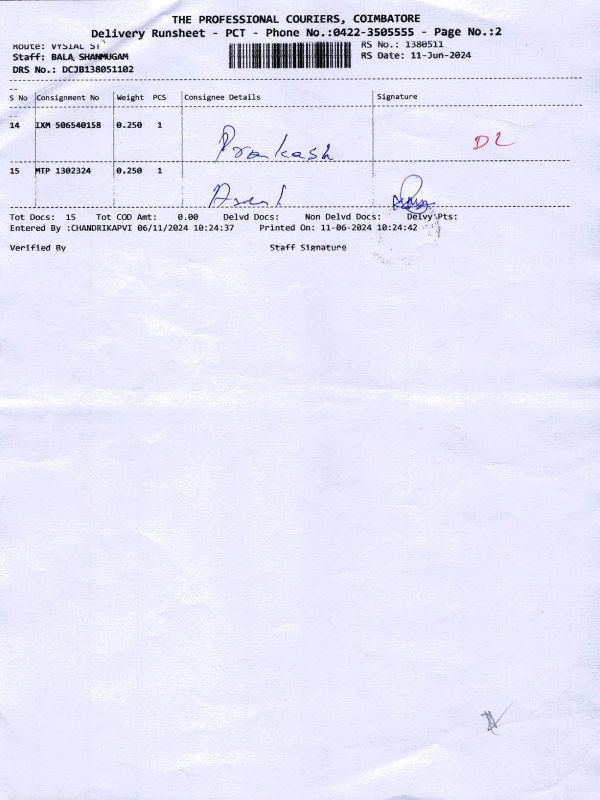 THE PROFESSIONAL COURIERS, COIMBATORE
Delivery Runsheet - PCT - Phone No.:0422-3505555 - Page No.:2
Route: VYSIAL ST
RS No.: 1380511
Staff: BALA SHANMUGAM
RS Date: 11-Jun-2024
DRS No.: DCJB138051102
S No Consignment No Weight PCS Consignee Details Signature
14 IXM 506540158 0.250 1 Prakash D2
15 MTP 1302324 0.250 1
Tot Docs: 15 Tot COD Amt: 0.00 Delvd Docs: Non Delvd Docs: Delvy Pts:
Entered By :CHANDRIKAPVI 06/11/2024 10:24:37 Printed On: 11-06-2024 10:24:42
Verified By Staff Signature